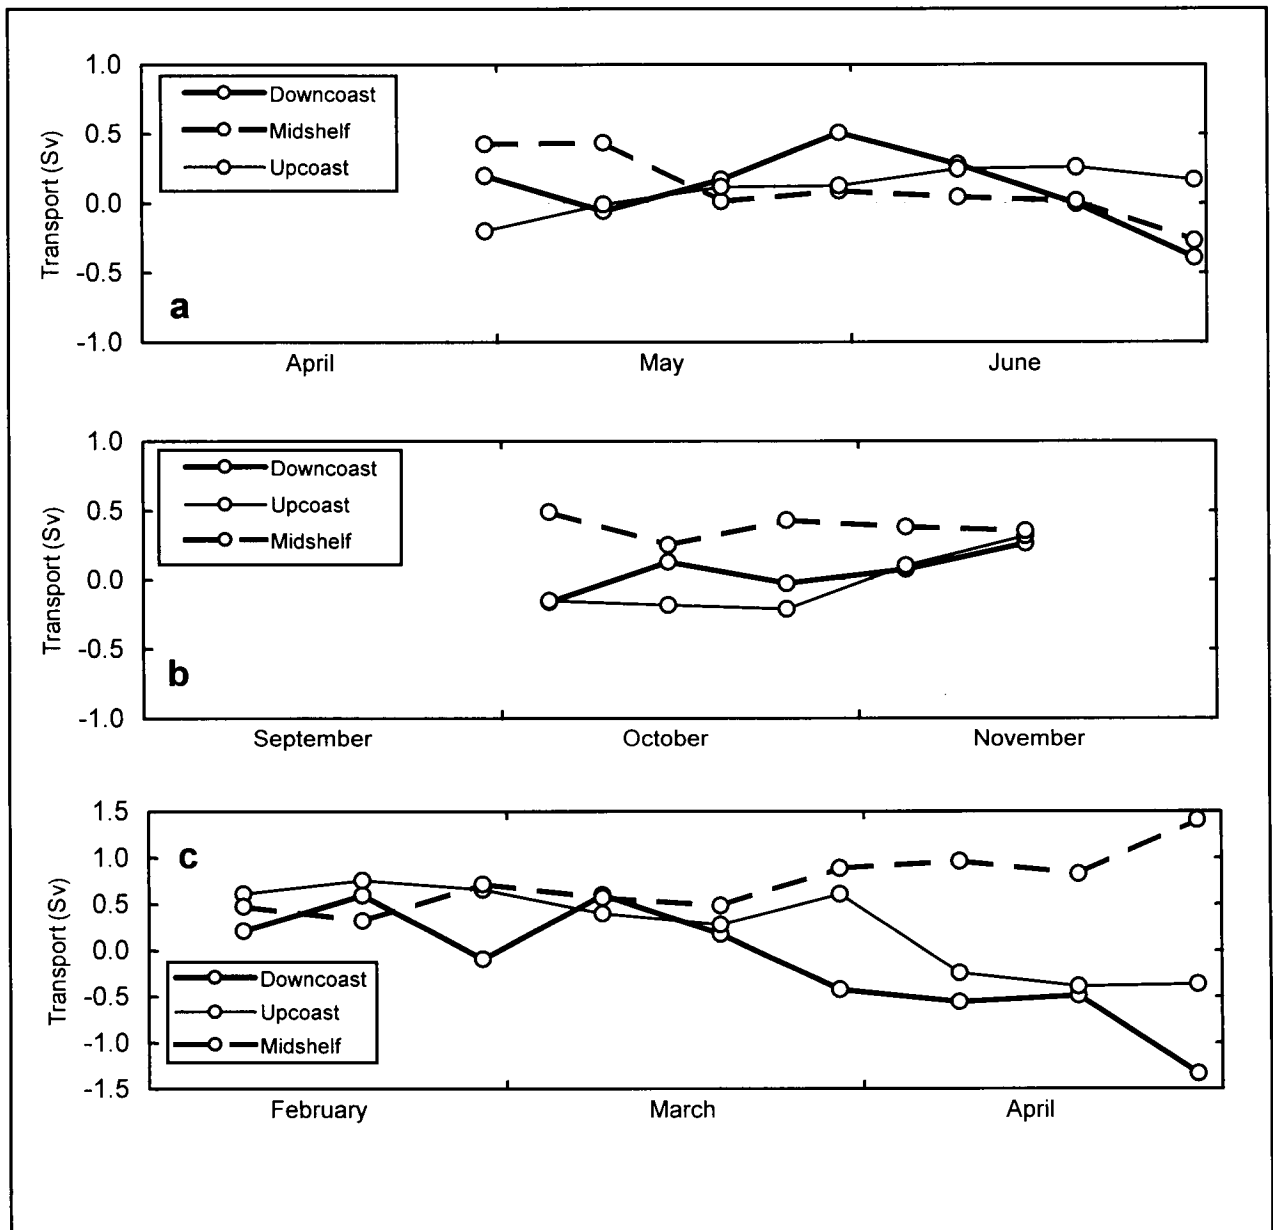 1.0
0.5
0.0
-0.5
-1.0
Transport (Sv)
Downcoast
Midshelf
Upcoast
a
April May June
1.0
0.5
0.0
-0.5
-1.0
Transport (Sv)
Downcoast
Upcoast
Midshelf
b
September October November
1.5
1.0
0.5
0.0
-0.5
-1.0
-1.5
Transport (Sv)
c
Downcoast
Upcoast
Midshelf
February March April